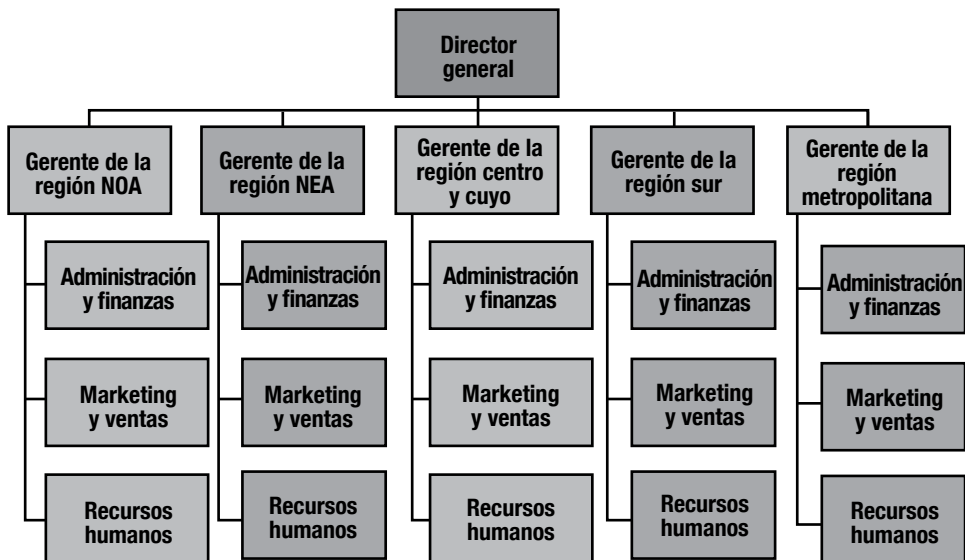 Director
general
Gerente de la
región NOA
Gerente de la
región NEA
Gerente de la
región centro
y cuyo
Gerente de la
región sur
Gerente de la
región
metropolitana
Administración
y finanzas
Administración
y finanzas
Administración
y finanzas
Administración
y finanzas
Administración
y finanzas
Marketing
y ventas
Marketing
y ventas
Marketing
y ventas
Marketing
y ventas
Marketing
y ventas
Recursos
humanos
Recursos
humanos
Recursos
humanos
Recursos
humanos
Recursos
humanos